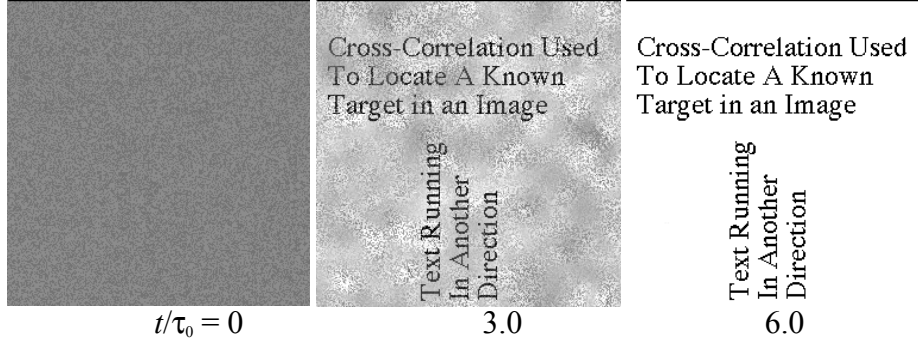 Cross-Correlation Used
To Locate A Known
Target in an Image
Text Running
In Another
Direction
Cross-Correlation Used
To Locate A Known
Target in an Image
Text Running
In Another
Direction
t/τ₀ = 0
3.0
6.0